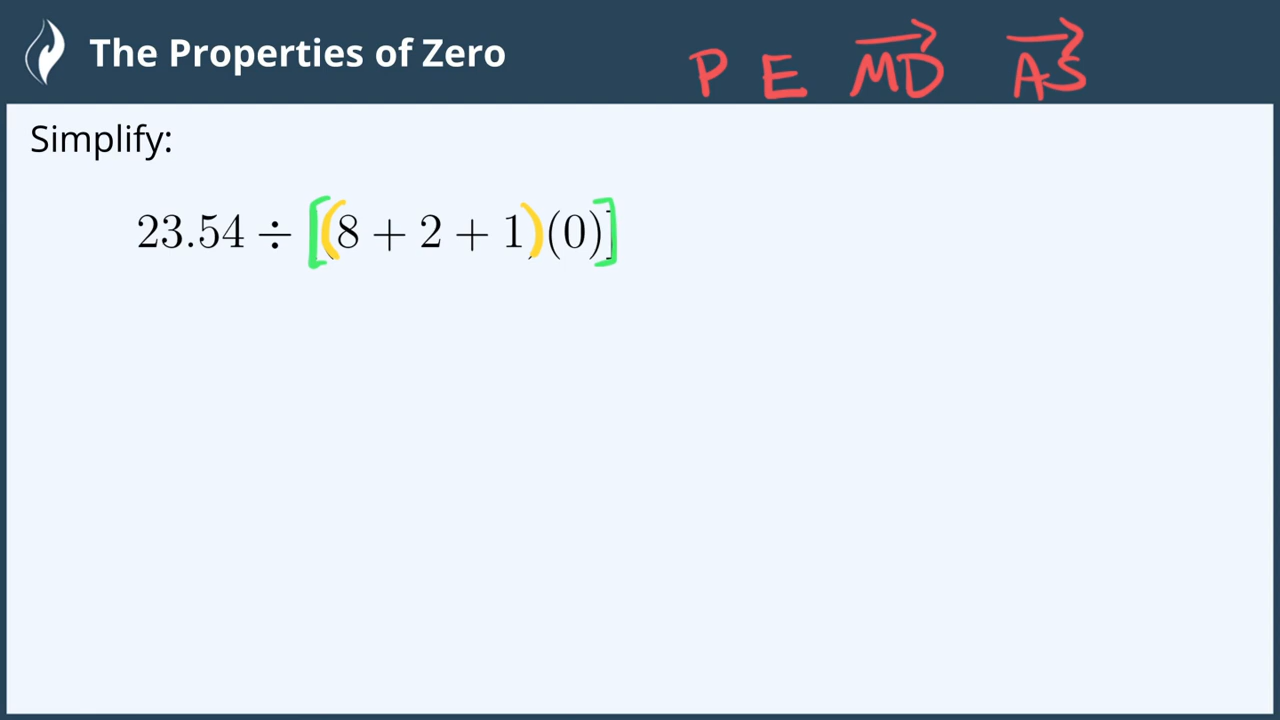 The Properties of Zero
P E MD AS
Simplify:
23.54 ÷ [(8 + 2 + 1)(0)]